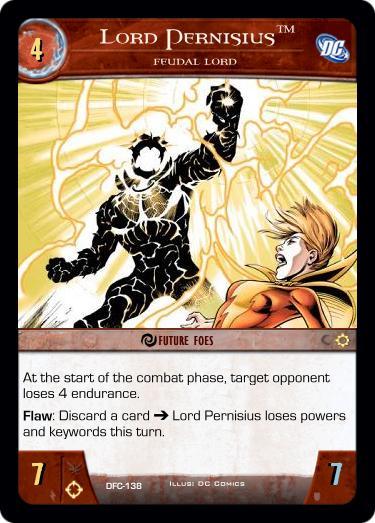 4
LORD PERNISIUS™
DC
FEUDAL LORD
FUTURE FOES
At the start of the combat phase, target opponent
loses 4 endurance.
Flaw: Discard a card ➔ Lord Pernisius loses powers
and keywords this turn.
7
DFC-138
ILLUS: DC COMICS
7